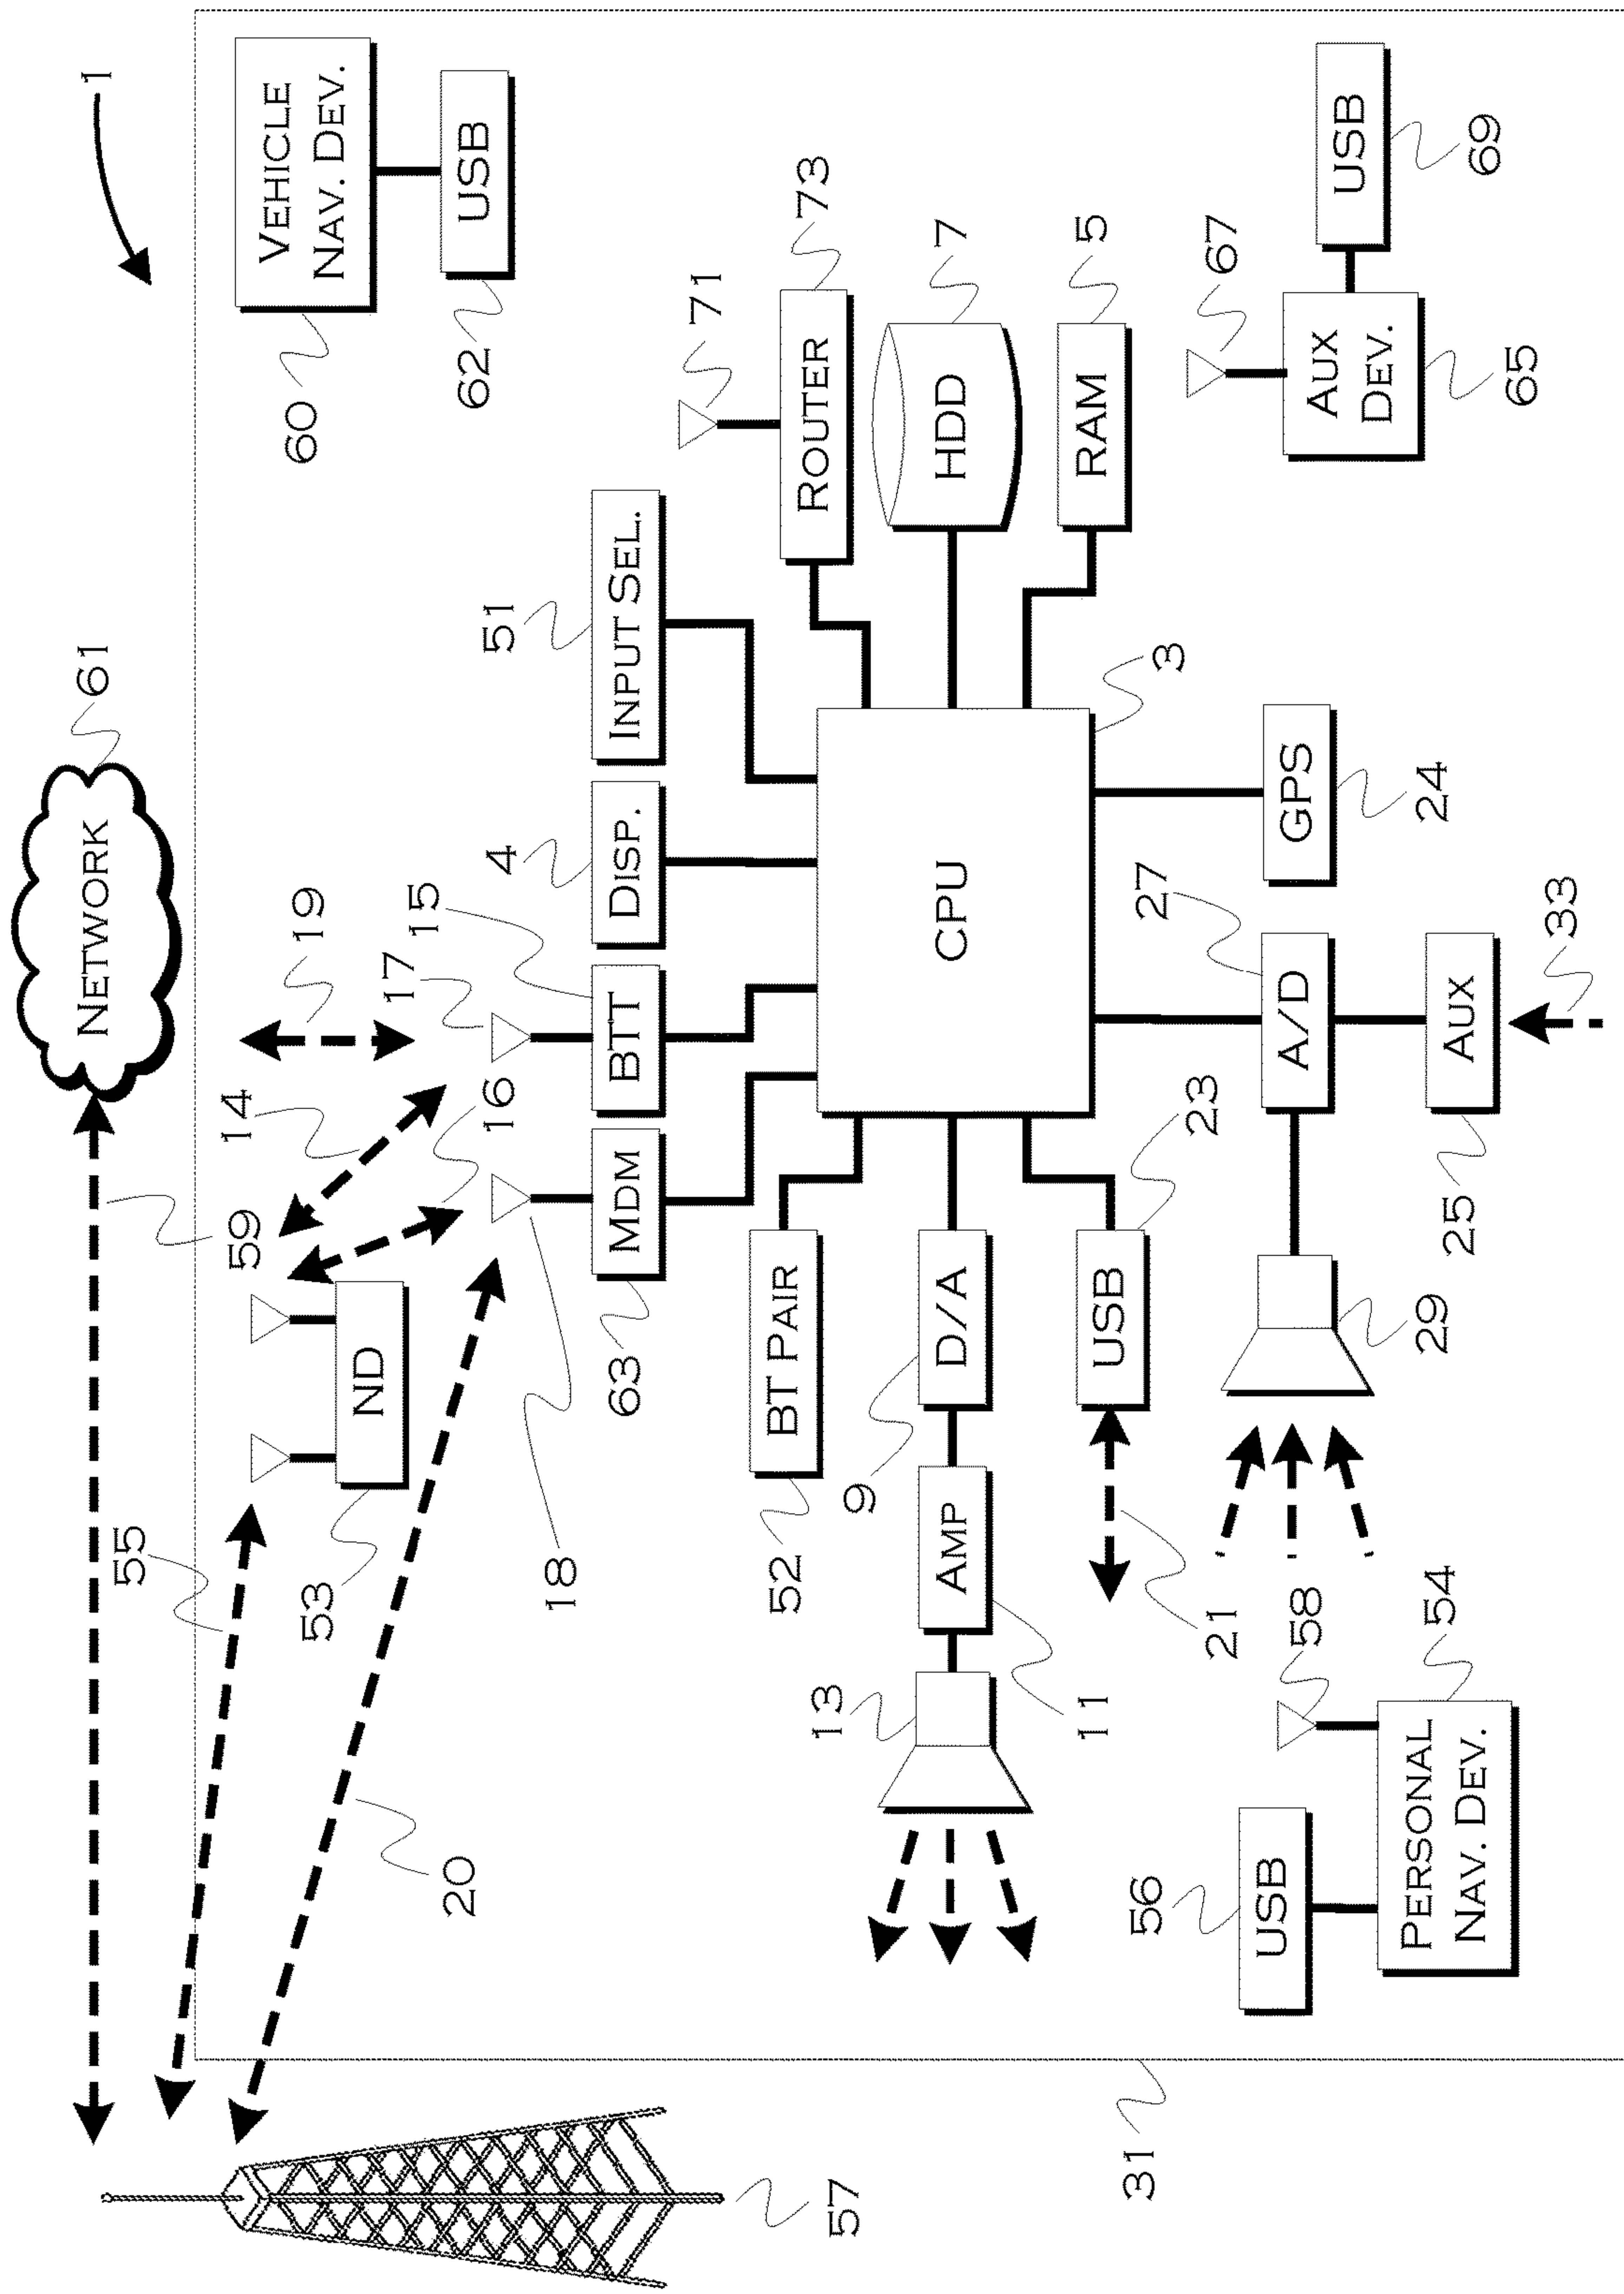 1
31
57
NETWORK
61
59
55
20
19
14
16
17
15
18
ND
53
VEHICLE
NAV. DEV.
60
USB
62
MDM
63
BTT
DISP.
4
INPUT SEL.
51
71
ROUTER
73
HDD
7
RAM
5
CPU
3
BT PAIR
52
D/A
9
AMP
11
13
USB
23
21
GPS
24
A/D
27
AUX
25
33
29
USB
56
PERSONAL
NAV. DEV.
54
58
AUX
DEV.
65
67
USB
69